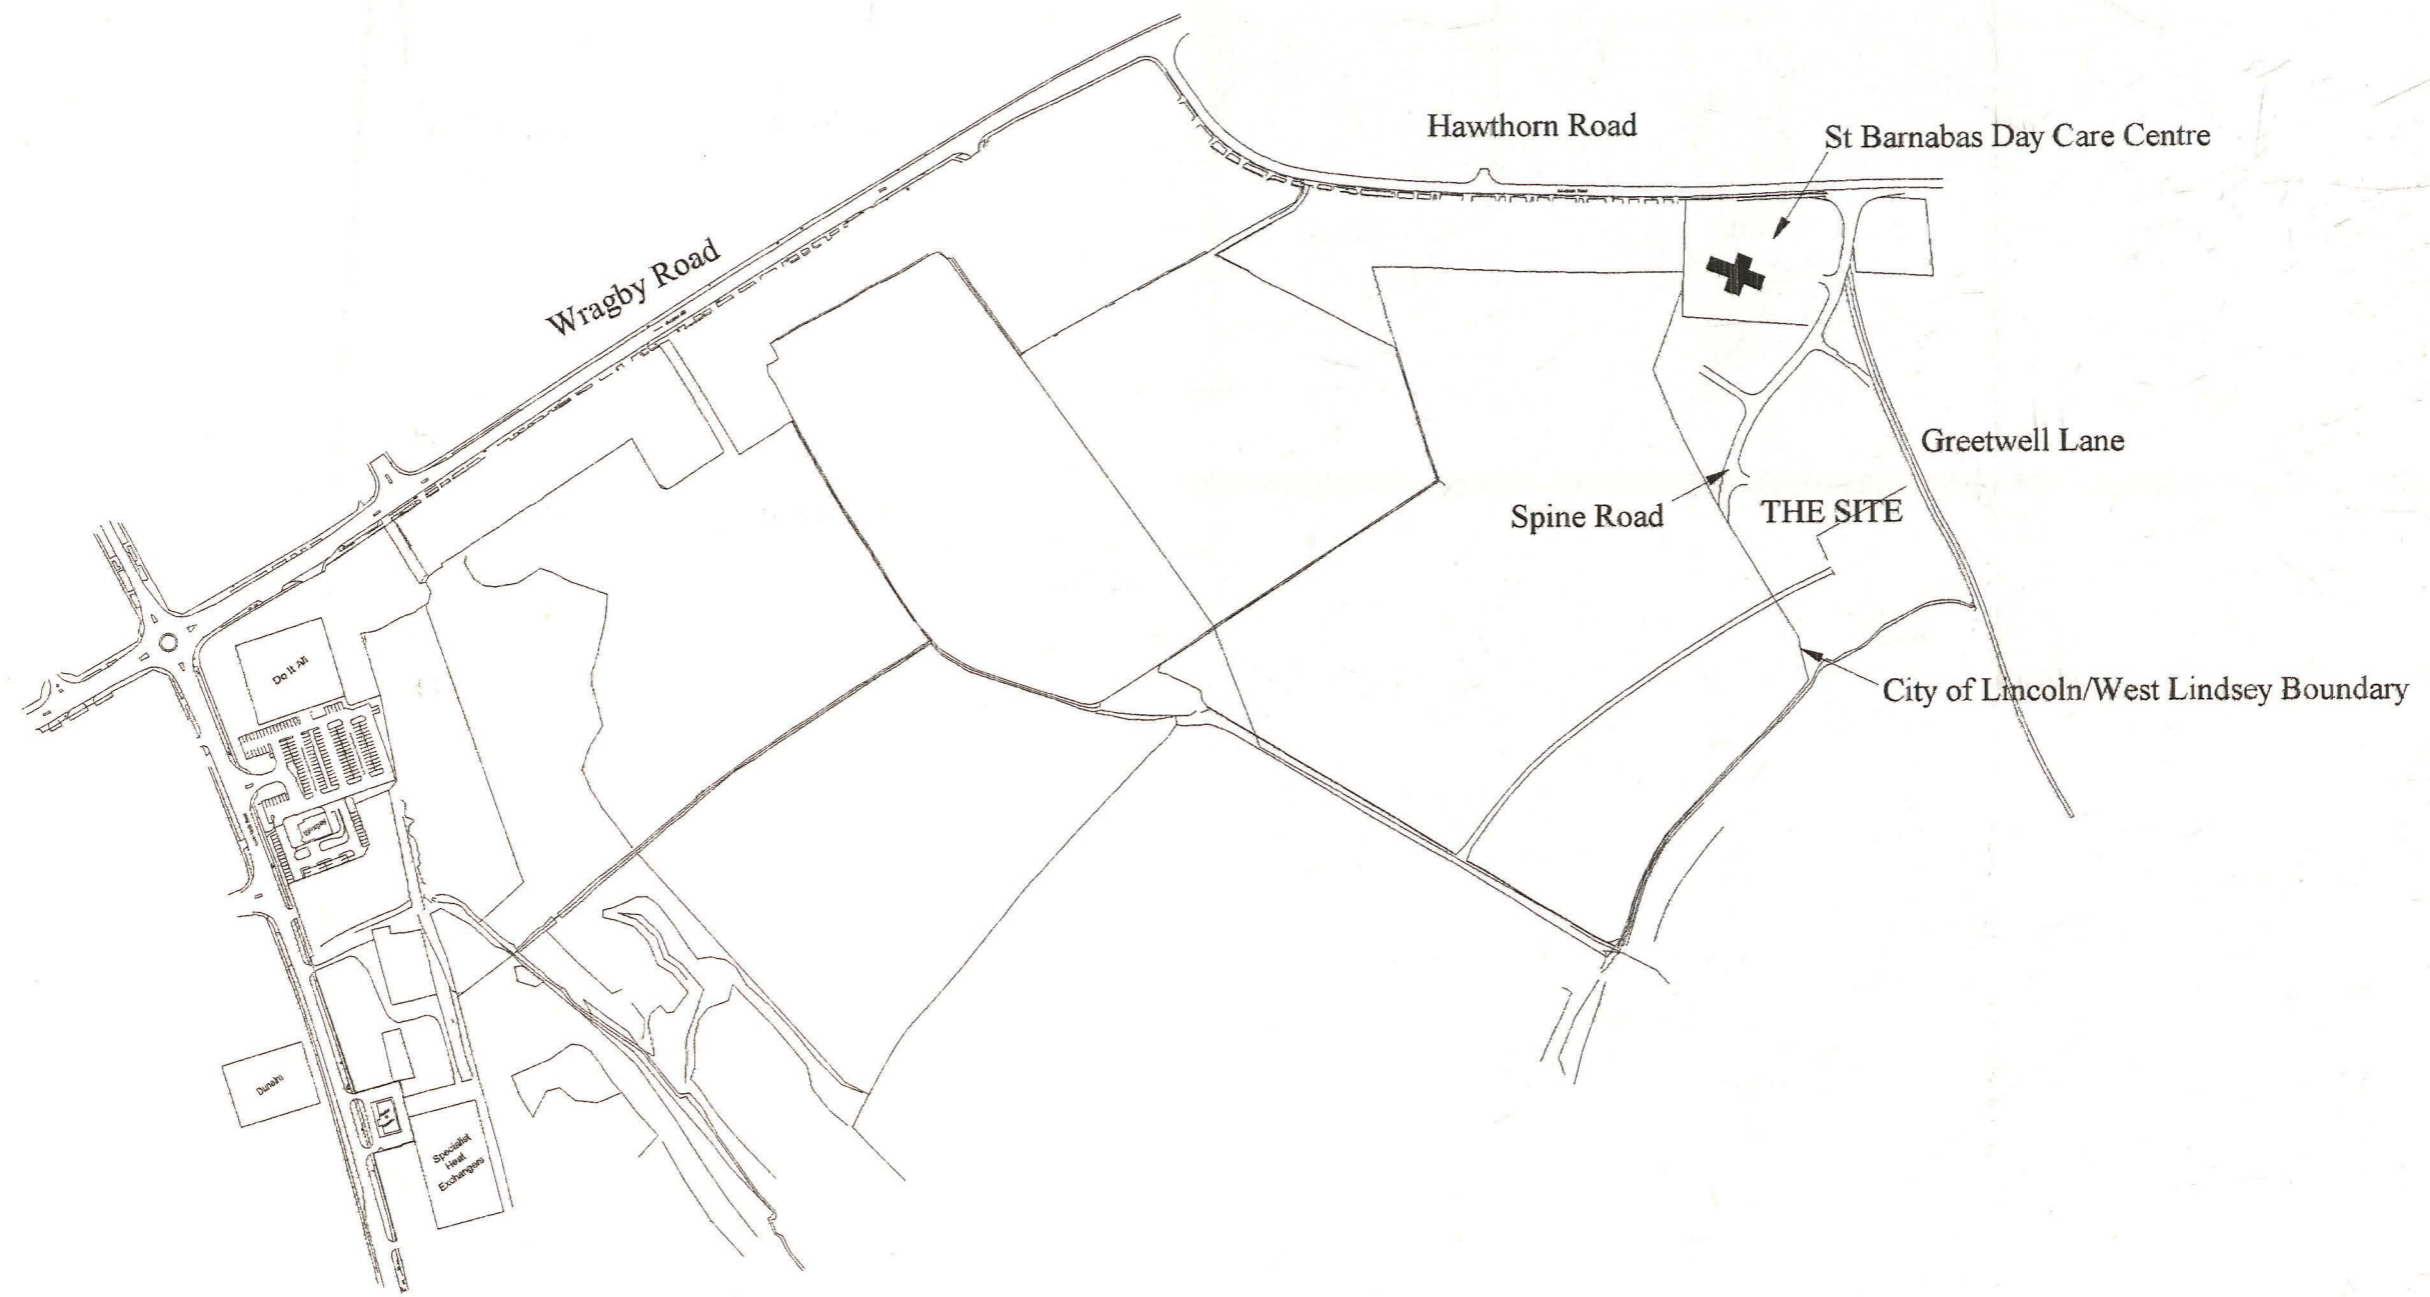 Hawthorn Road
St Barnabas Day Care Centre
Wragby Road
Greetwell Lane
Spine Road
THE SITE
City of Lincoln/West Lindsey Boundary
Do It All
Specialist
Heat
Exchangers